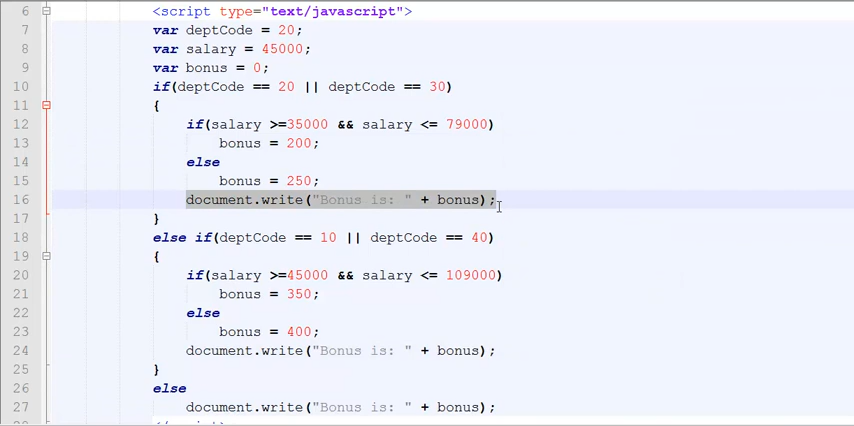 6 <script type="text/javascript">
7 var deptCode = 20;
8 var salary = 45000;
9 var bonus = 0;
10 if(deptCode == 20 || deptCode == 30)
11 {
12 if(salary >=35000 && salary <= 79000)
13 bonus = 200;
14 else
15 bonus = 250;
16 document.write("Bonus is: " + bonus);
17 }
18 else if(deptCode == 10 || deptCode == 40)
19 {
20 if(salary >=45000 && salary <= 109000)
21 bonus = 350;
22 else
23 bonus = 400;
24 document.write("Bonus is: " + bonus);
25 }
26 else
27 document.write("Bonus is: " + bonus);